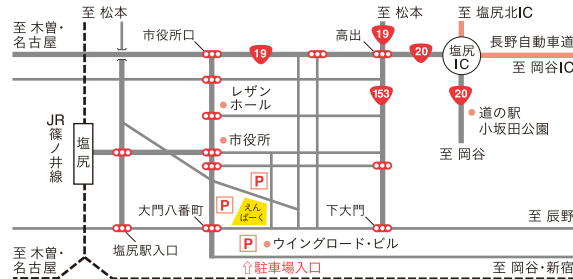 至 松本
至 松本
至 塩尻北IC
至 木曽・
名古屋
市役所口
19
高出
19
20
塩尻
IC
長野自動車道
至 岡谷IC
レザン
ホール
153
20
道の駅
小坂田公園
JR
篠ノ井線
塩尻
市役所
至 岡谷
P
P
えん
ぱーく
大門八番町
下大門
至 辰野
塩尻駅入口
P
ウイングロード・ビル
至 木曽・
名古屋
⇧駐車場入口
至 岡谷・新宿